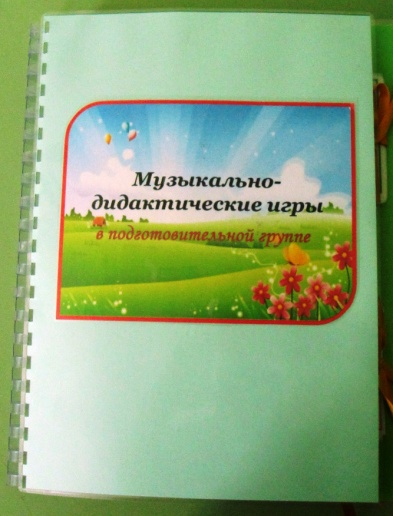 Музыкально-
дидактические игры
в подготовительной группе